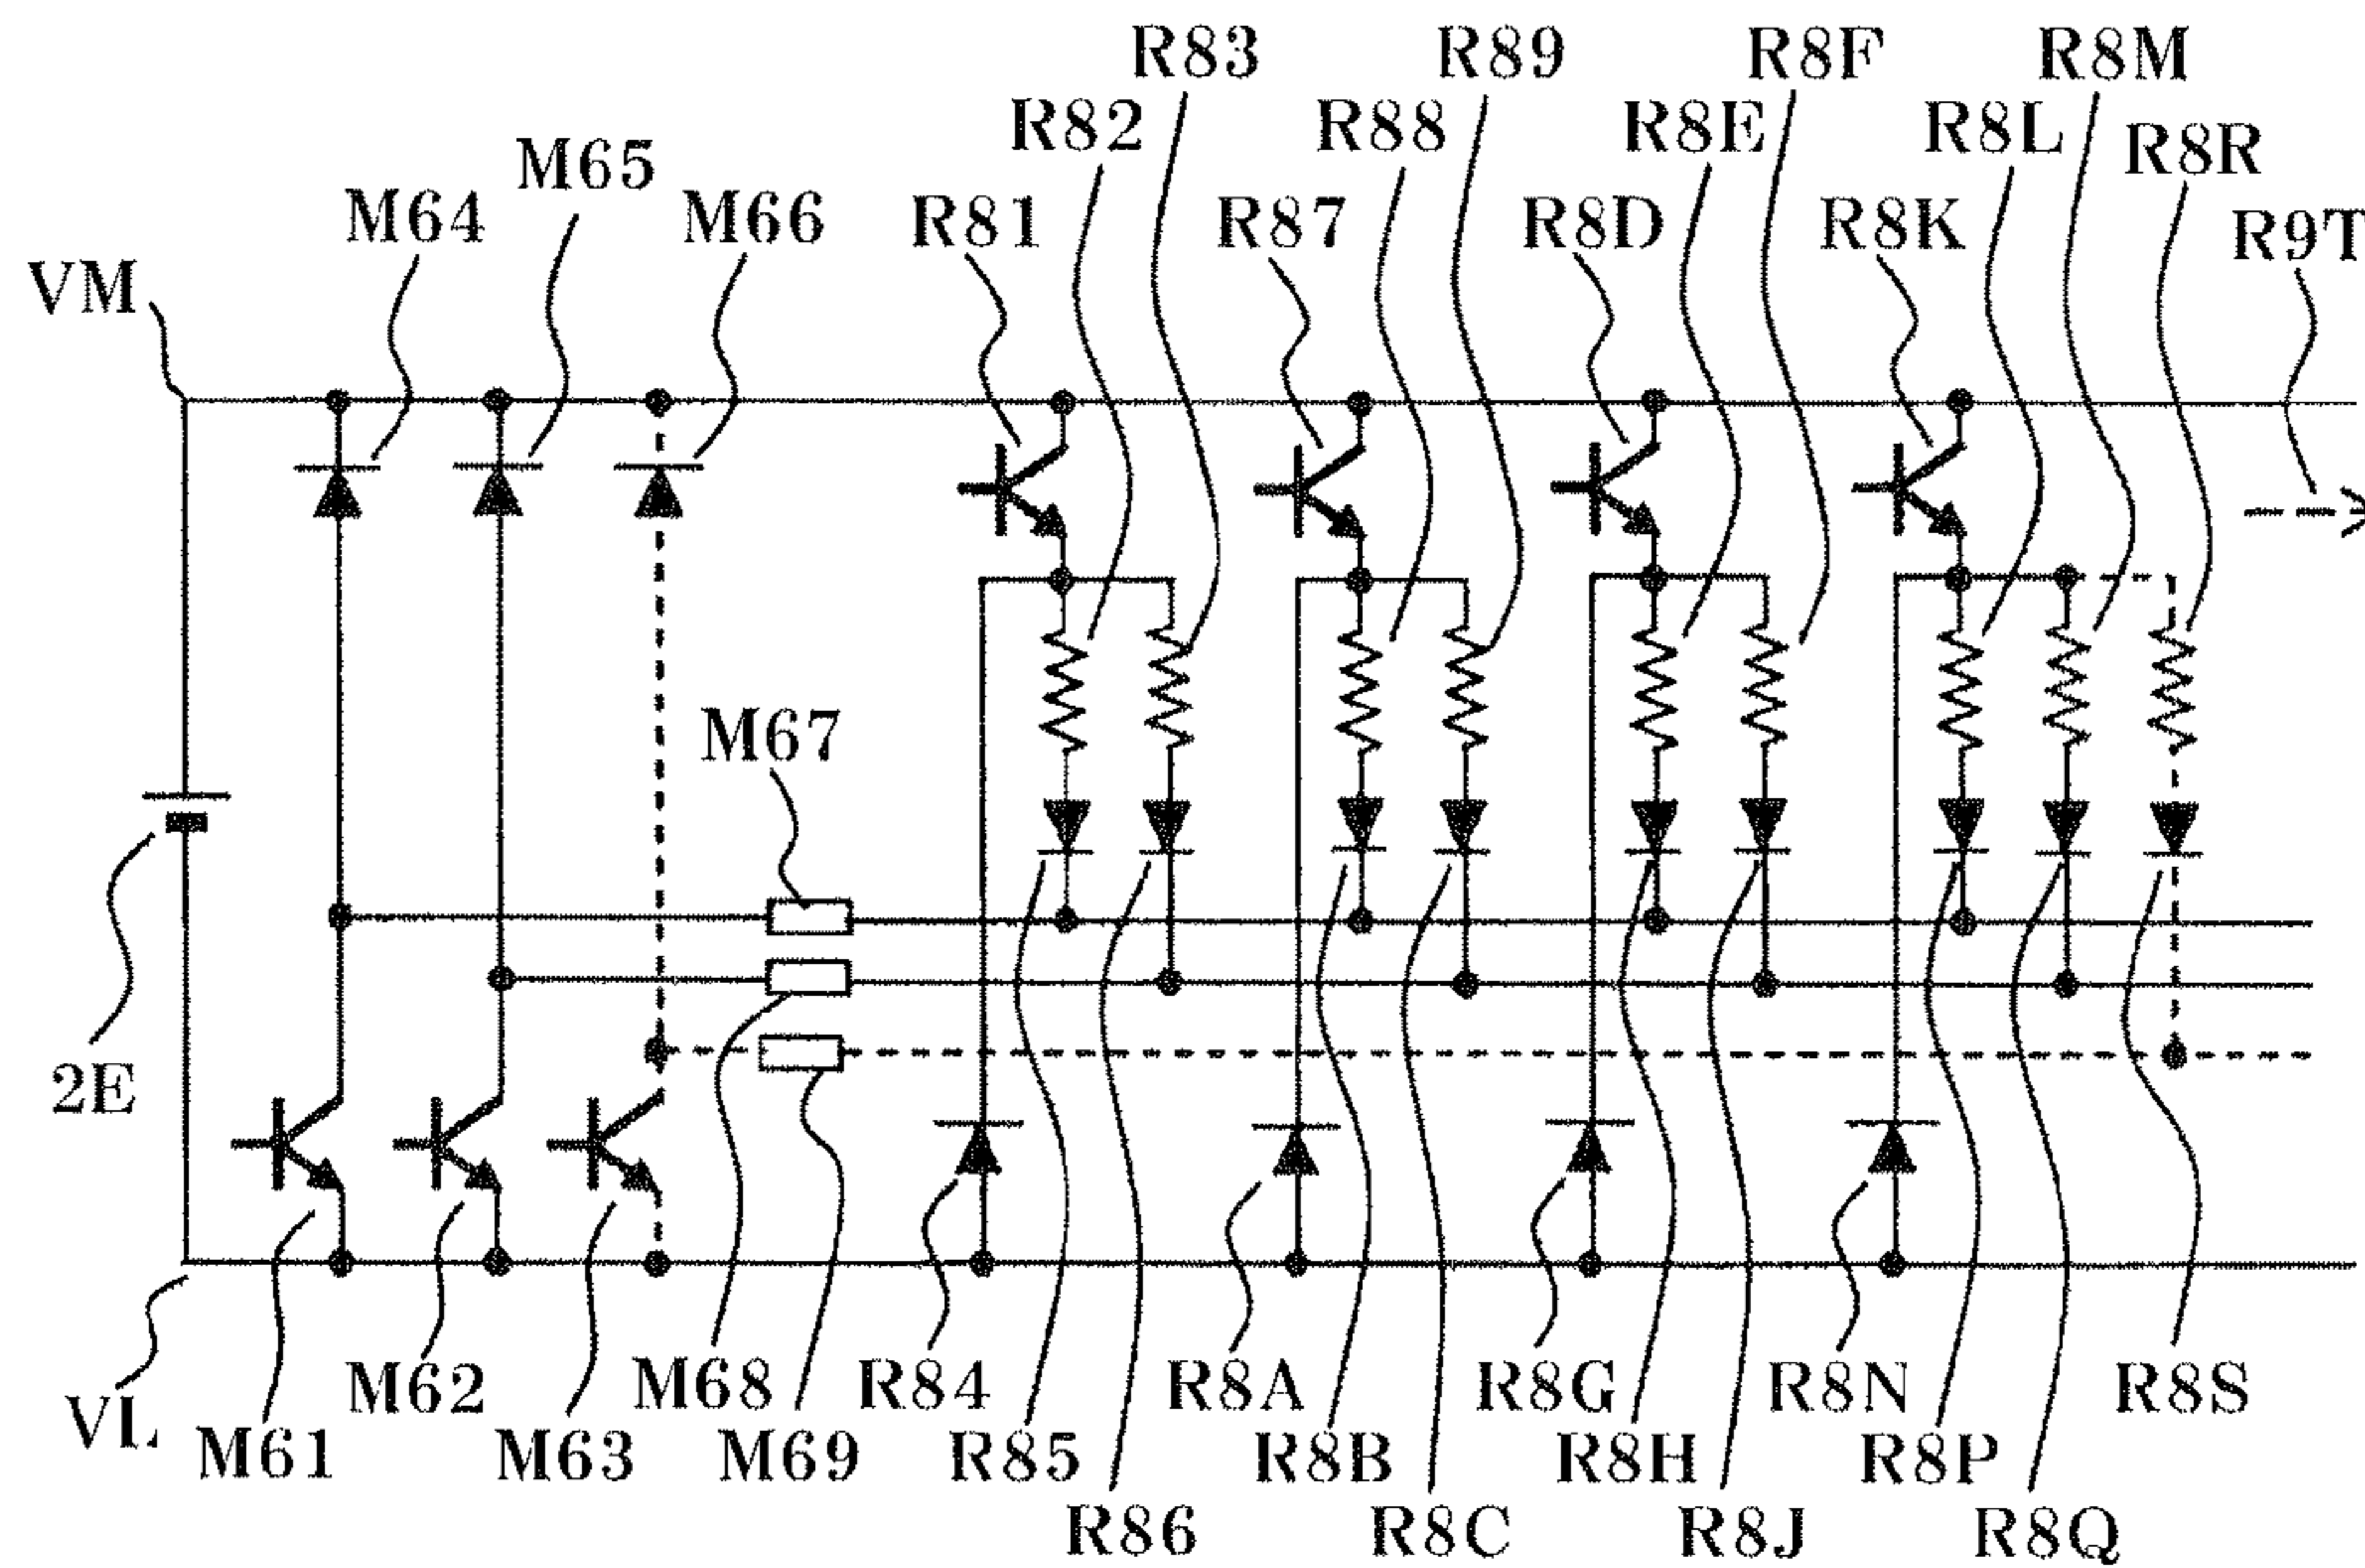 R83 R89 R8F R8M
R82 R88 R8E R8L R8R
M65
M64 M66 R81 R87 R8D R8K R9T
VM
M67
2E
M62 M68 R84 R8A R8G R8N R8S
VL M61 M63 M69 R85 R8B R8H R8P
R86 R8C R8J R8Q